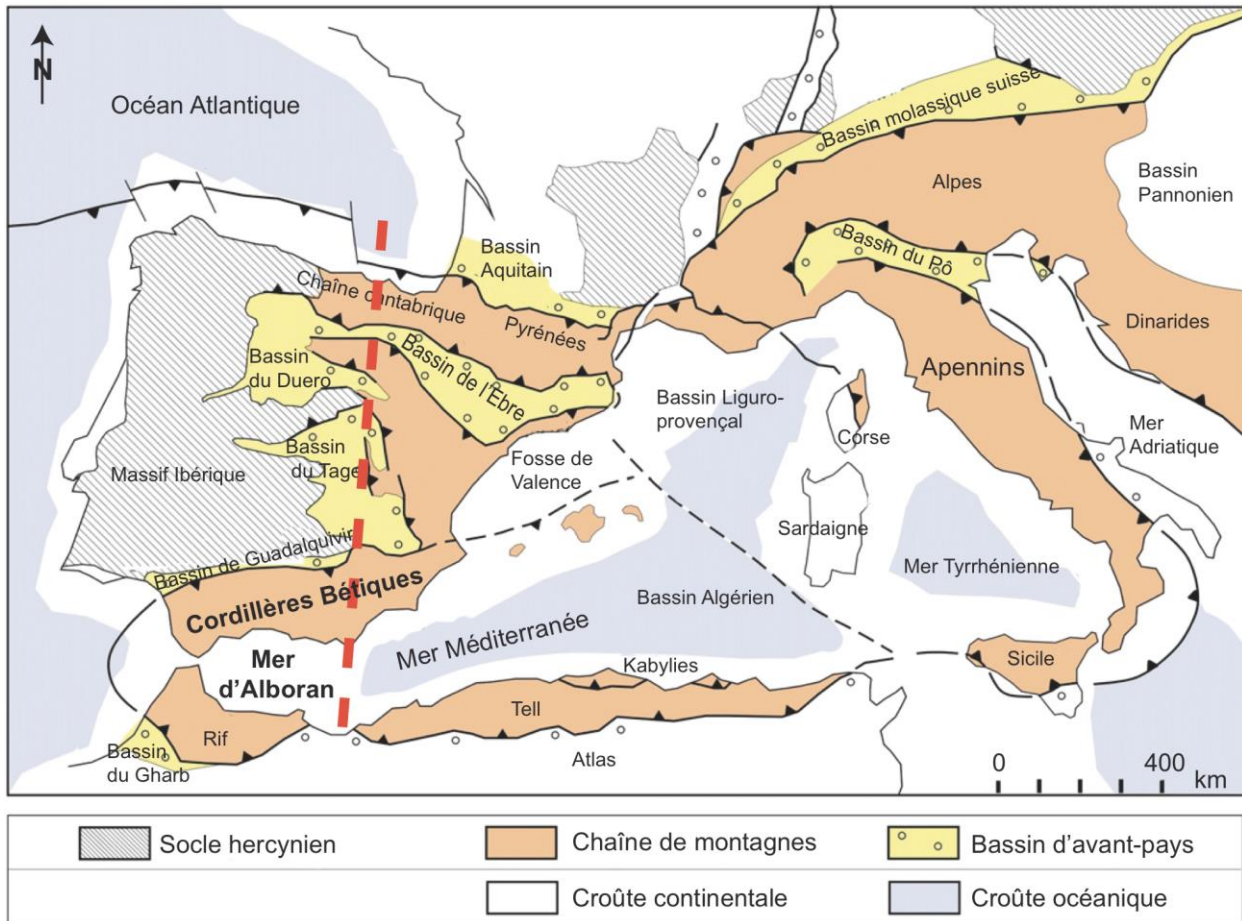 N
Océan Atlantique
Bassin molassique suisse
Alpes
Bassin
Pannonien
Bassin
Aquitain
Bassin du Pô
Chaîne cantabrique
Pyrénées
Dinarides
Bassin
du Duero
Bassin de l'Ebre
Apennins
Bassin Liguro-
provençal
Corse
Mer
Adriatique
Massif Ibérique
Bassin
du Tage
Fosse de
Valence
Sardaigne
Bassin de Guadalquivir
Mer Tyrrhénienne
Cordillères Bétiques
Bassin Algérien
Mer Méditerranée
Mer
d'Alboran
Kabylies
Sicile
Tell
Rif
Bassin
du Gharb
Atlas
0 400
km
Socle hercynien
Chaîne de montagnes
Bassin d'avant-pays
Croûte continentale
Croûte océanique